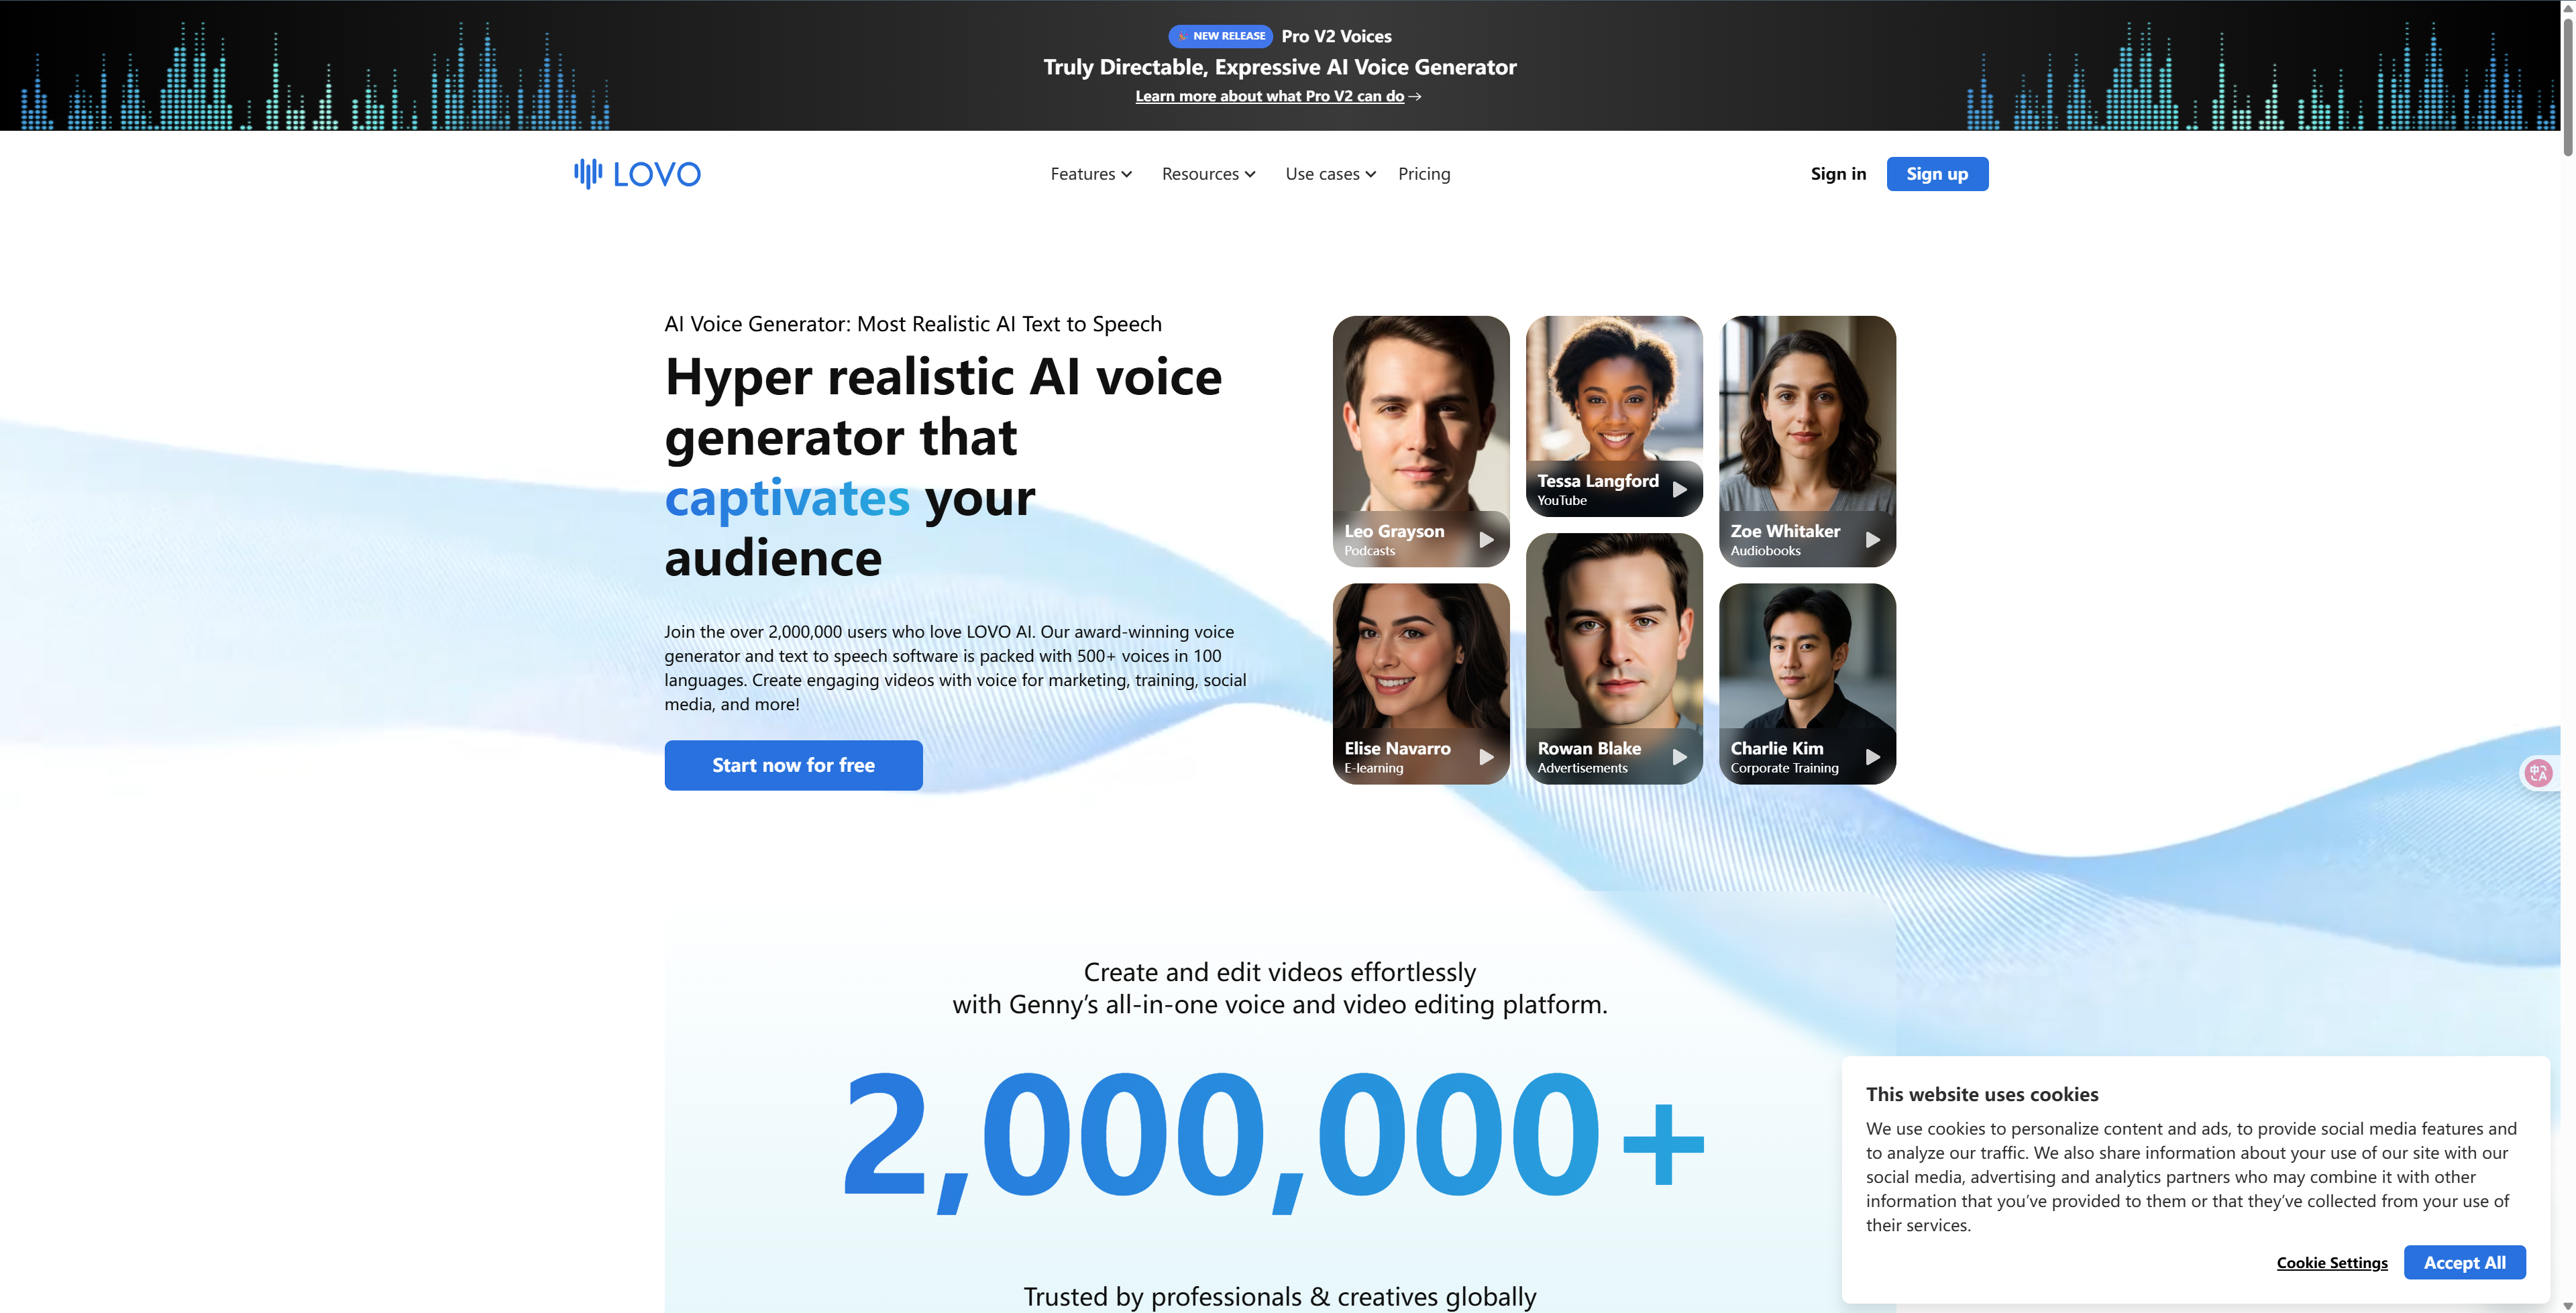 NEW RELEASE Pro V2 Voices
Truly Directable, Expressive AI Voice Generator
Learn more about what Pro V2 can do
LOVO
Features
Resources
Use cases
Pricing
Sign in
Sign up
AI Voice Generator: Most Realistic AI Text to Speech
Hyper realistic AI voice
generator that
captivates your
audience
Join the over 2,000,000 users who love LOVO AI. Our award-winning voice
generator and text to speech software is packed with 500+ voices in 100
languages. Create engaging videos with voice for marketing, training, social
media, and more!
Start now for free
Leo Grayson
Podcasts
Tessa Langford
YouTube
Zoe Whitaker
Audiobooks
Elise Navarro
E-learning
Rowan Blake
Advertisements
Charlie Kim
Corporate Training
中A
Create and edit videos effortlessly
with Genny’s all-in-one voice and video editing platform.
2,000,000+
Trusted by professionals & creatives globally
This website uses cookies
We use cookies to personalize content and ads, to provide social media features and
to analyze our traffic. We also share information about your use of our site with our
social media, advertising and analytics partners who may combine it with other
information that you’ve provided to them or that they’ve collected from your use of
their services.
Cookie Settings
Accept All